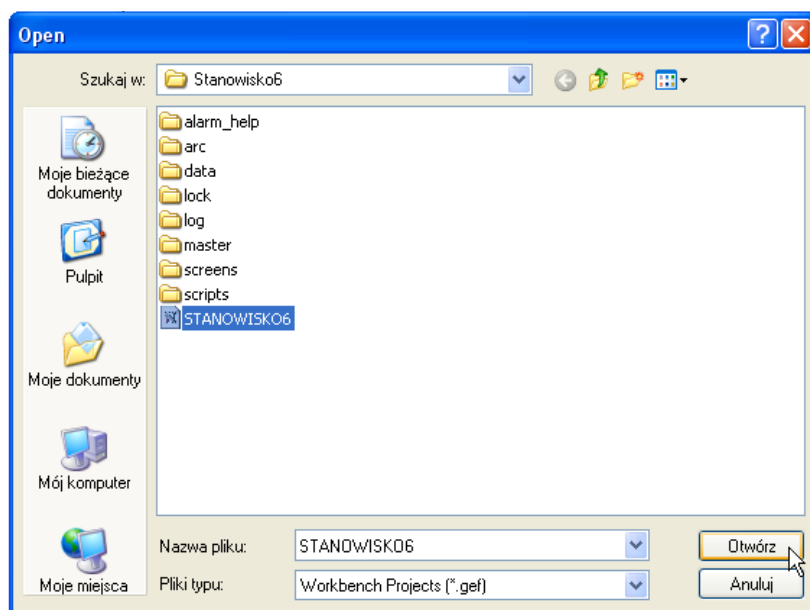 Open
Szukaj w:
Stanowisko6
Moje bieżące
dokumenty
Pulpit
Moje dokumenty
Mój komputer
Moje miejsca
alarm_help
arc
data
lock
log
master
screens
scripts
STANOWISKO6
Nazwa pliku:
STANOWISKO6
Otwórz
Pliki typu:
Workbench Projects (*.gef)
Anuluj